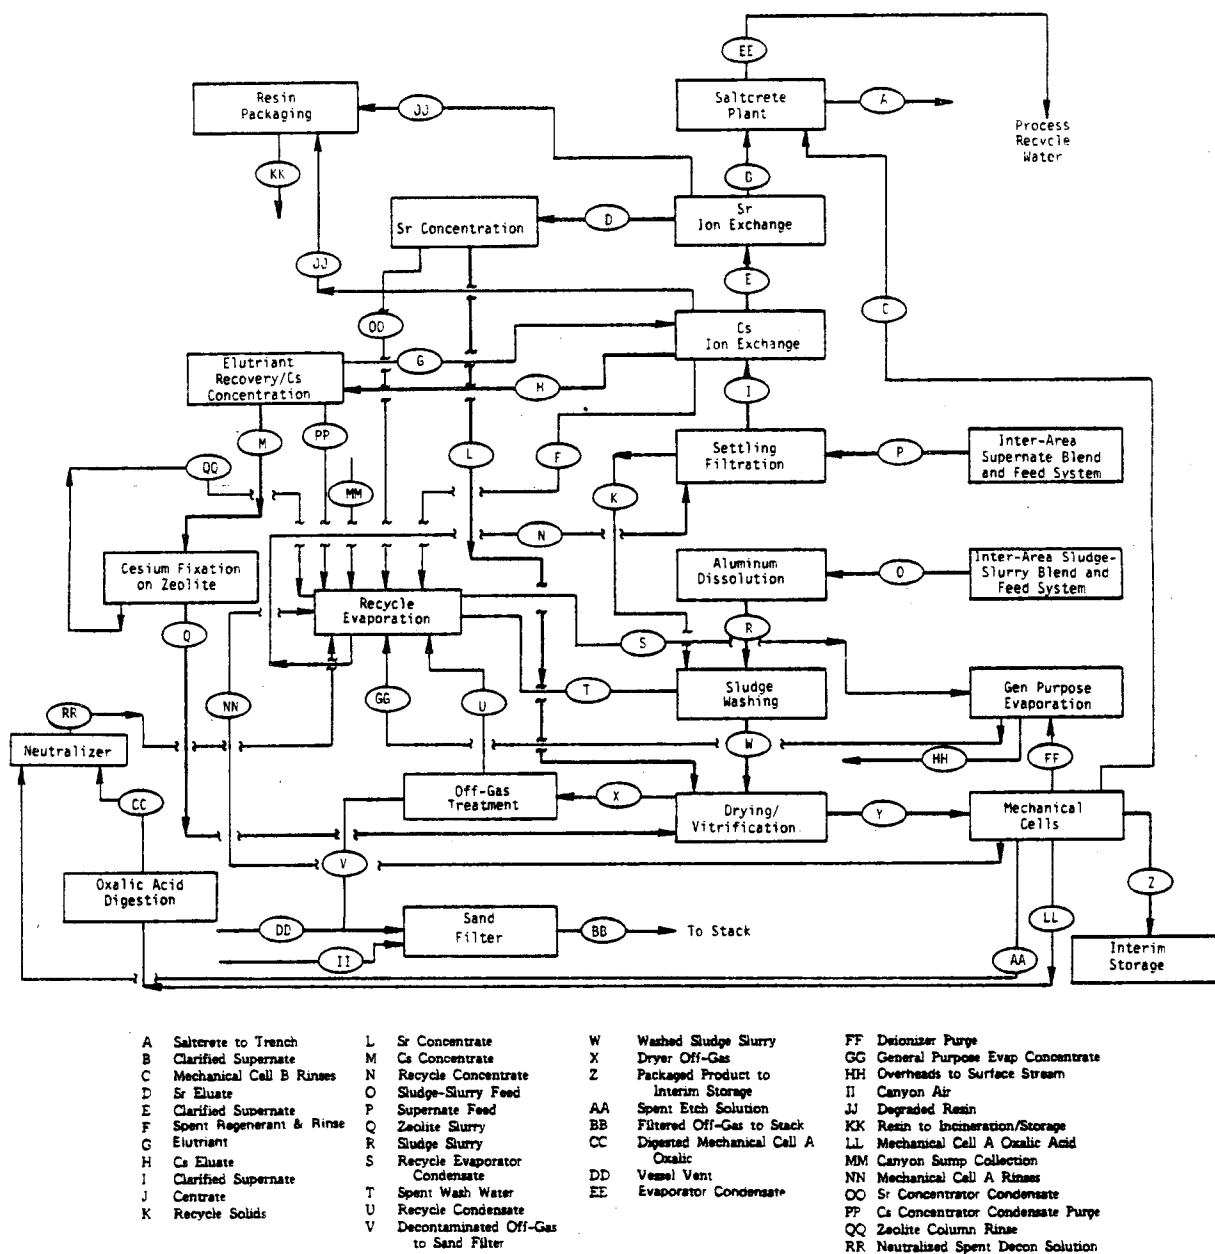 EE
Resin
Packaging
JJ
Saltcrete
Plant
A
Process
Recycle
Water
KK
B
Sr Concentration
D
Sr
Ion Exchange
JJ
E
C
OO
Cs
Ion Exchange
Elutriant
Recovery/Cs
Concentration
G
H
I
M
PP
L
F
Settling
Filtration
P
Inter-Area
Supernate Blend
and Feed System
QQ
MM
K
N
Cesium Fixation
on Zeolite
Aluminum
Dissolution
O
Inter-Area Sludge-
Slurry Blend and
Feed System
Recycle
Evaporation
Q
R
S
NN
GG
U
T
Sludge
Washing
Gen Purpose
Evaporation
RR
Neutralizer
W
HH
FF
CC
Off-Gas
Treatment
X
Drying/
Vitrification
Y
Mechanical
Cells
V
Oxalic Acid
Digestion
Z
DD
Sand
Filter
BB
To Stack
LL
II
AA
Interim
Storage
A Saltcrete to Trench
B Clarified Supernate
C Mechanical Cell B Rinses
D Sr Eluate
E Clarified Supernate
F Spent Regenerant & Rinse
G Elutriant
H Cs Eluate
I Clarified Supernate
J Centrate
K Recycle Solids
L Sr Concentrate
M Cs Concentrate
N Recycle Concentrate
O Sludge-Slurry Feed
P Supernate Feed
Q Zeolite Slurry
R Sludge Slurry
S Recycle Evaporator
Condensate
T Spent Wash Water
U Recycle Condensate
V Decontaminated Off-Gas
to Sand Filter
W Washed Sludge Slurry
X Dryer Off-Gas
Z Packaged Product to
Interim Storage
AA Spent Etch Solution
BB Filtered Off-Gas to Stack
CC Digested Mechanical Cell A
Oxalic
DD Vessel Vent
EE Evaporator Condensate
FF Deionizer Purge
GG General Purpose Evap Concentrate
HH Overheads to Surface Stream
II Canyon Air
JJ Degraded Resin
KK Resin to Incineration/Storage
LL Mechanical Cell A Oxalic Acid
MM Canyon Sump Collection
NN Mechanical Cell A Rinses
OO Sr Concentrator Condensate
PP Cs Concentrator Condensate Purge
QQ Zeolite Column Rinse
RR Neutralized Spent Decon Solution